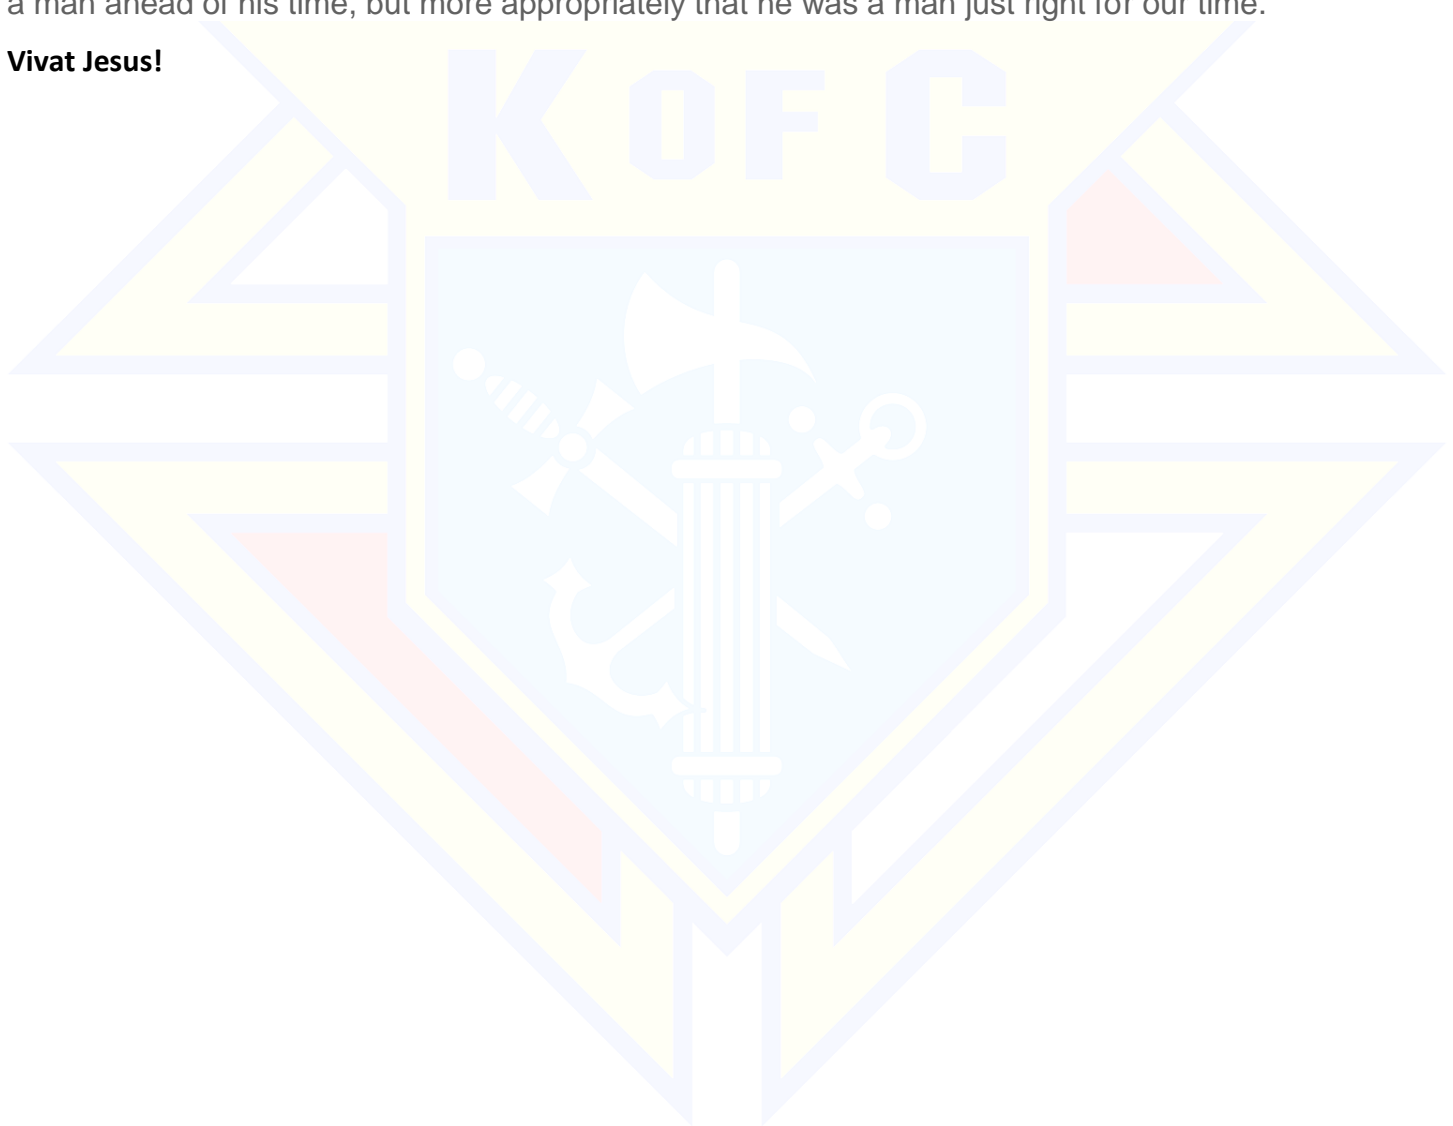 a man ahead of his time, but more appropriately that he was a man just right for our time.
Vivat Jesus!
K OF C